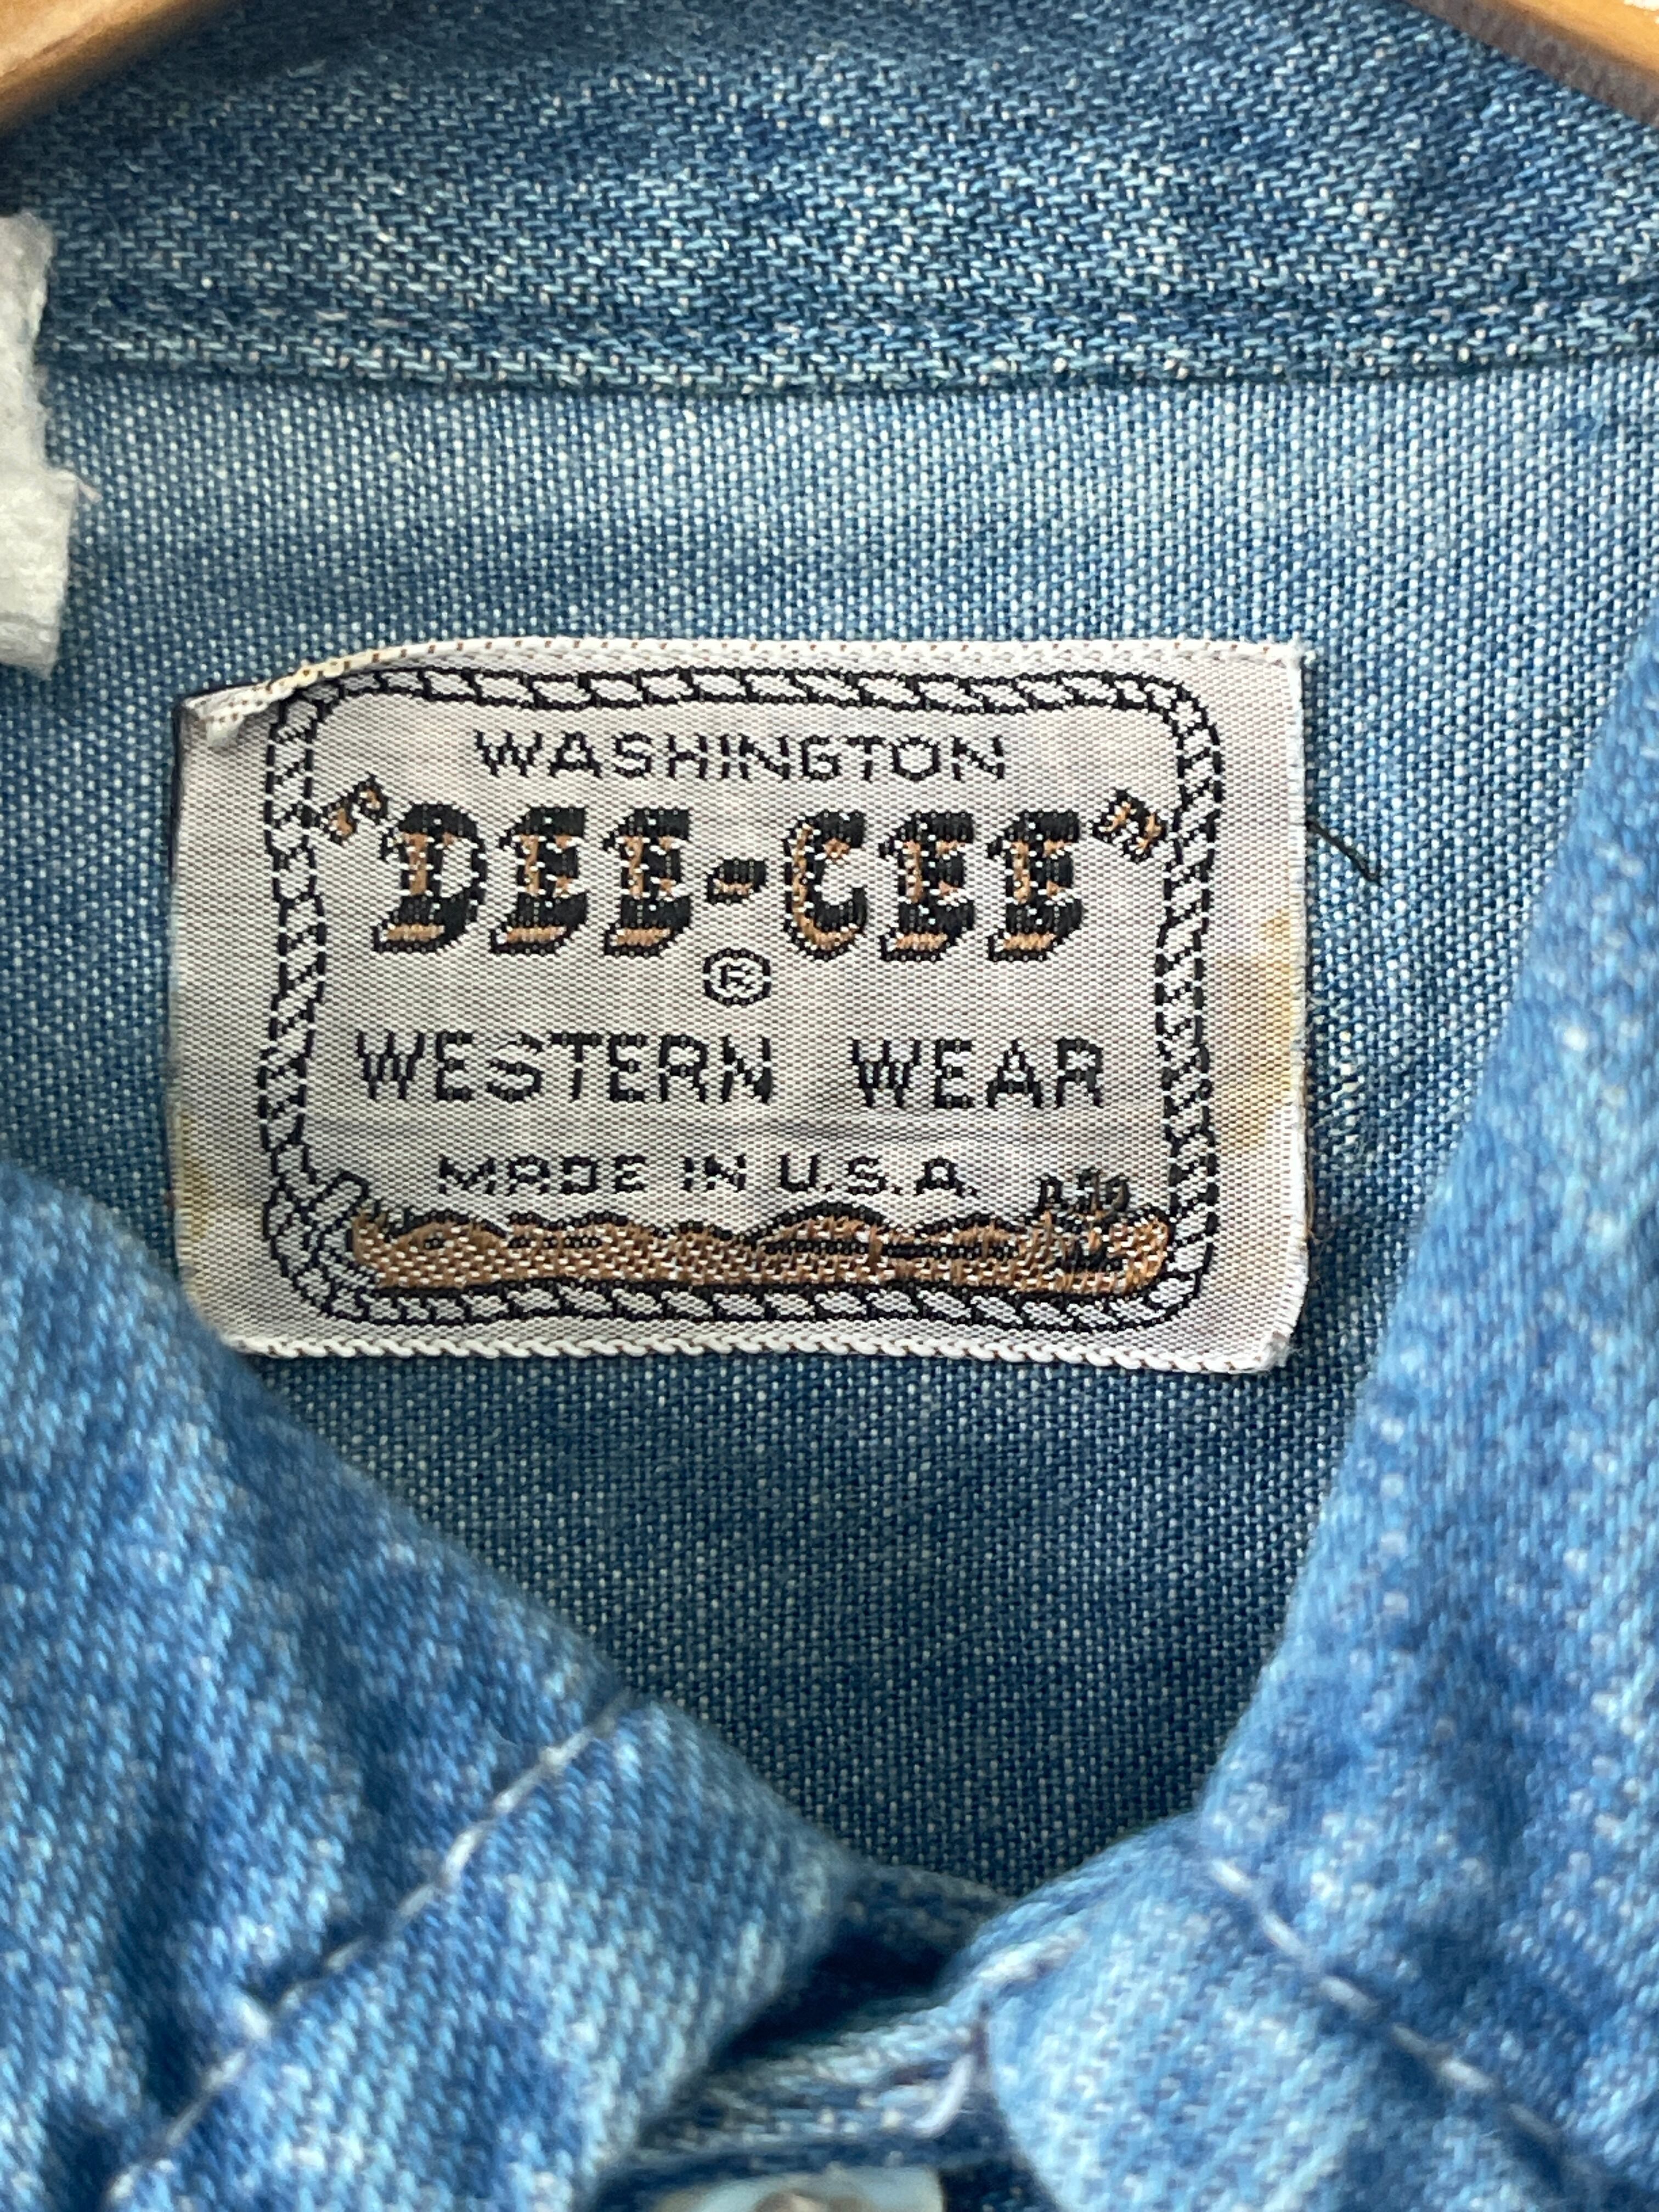 WASHINGTON
"DEE-CEE"
®
WESTERN WEAR
MADE IN U.S.A.